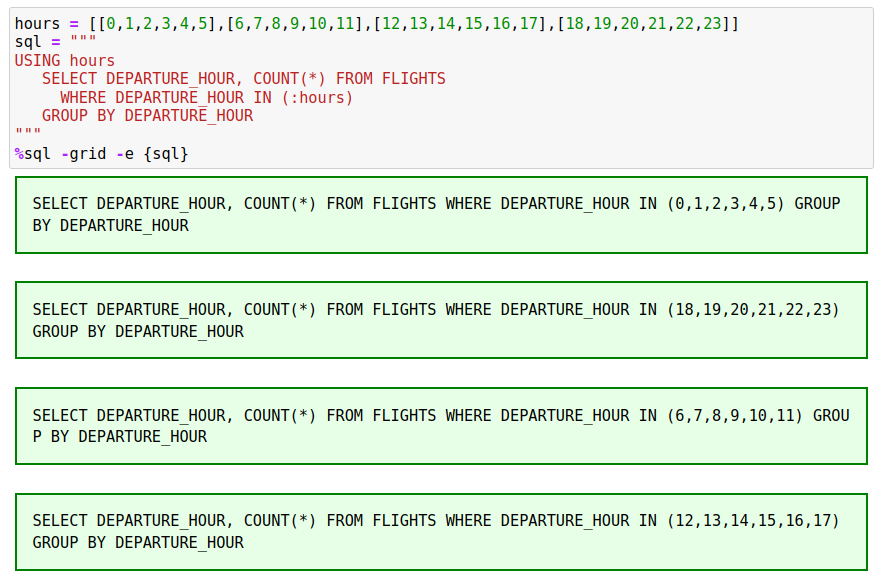 hours = [[0,1,2,3,4,5],[6,7,8,9,10,11],[12,13,14,15,16,17],[18,19,20,21,22,23]]
sql = """
USING hours
   SELECT DEPARTURE_HOUR, COUNT(*) FROM FLIGHTS
     WHERE DEPARTURE_HOUR IN (:hours)
   GROUP BY DEPARTURE_HOUR
"""
%sql -grid -e {sql}
SELECT DEPARTURE_HOUR, COUNT(*) FROM FLIGHTS WHERE DEPARTURE_HOUR IN (0,1,2,3,4,5) GROUP
BY DEPARTURE_HOUR
SELECT DEPARTURE_HOUR, COUNT(*) FROM FLIGHTS WHERE DEPARTURE_HOUR IN (18,19,20,21,22,23)
GROUP BY DEPARTURE_HOUR
SELECT DEPARTURE_HOUR, COUNT(*) FROM FLIGHTS WHERE DEPARTURE_HOUR IN (6,7,8,9,10,11) GROU
P BY DEPARTURE_HOUR
SELECT DEPARTURE_HOUR, COUNT(*) FROM FLIGHTS WHERE DEPARTURE_HOUR IN (12,13,14,15,16,17)
GROUP BY DEPARTURE_HOUR